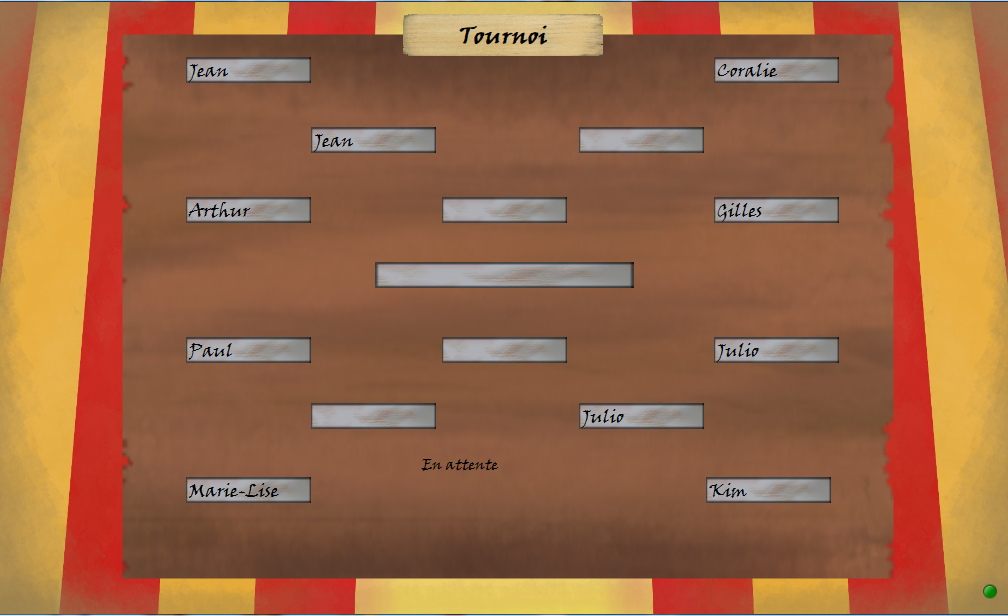 Tournoi
Jean
Coralie
Jean
Arthur
Gilles
Paul
Julio
Julio
En attente
Marie-Lise
Kim